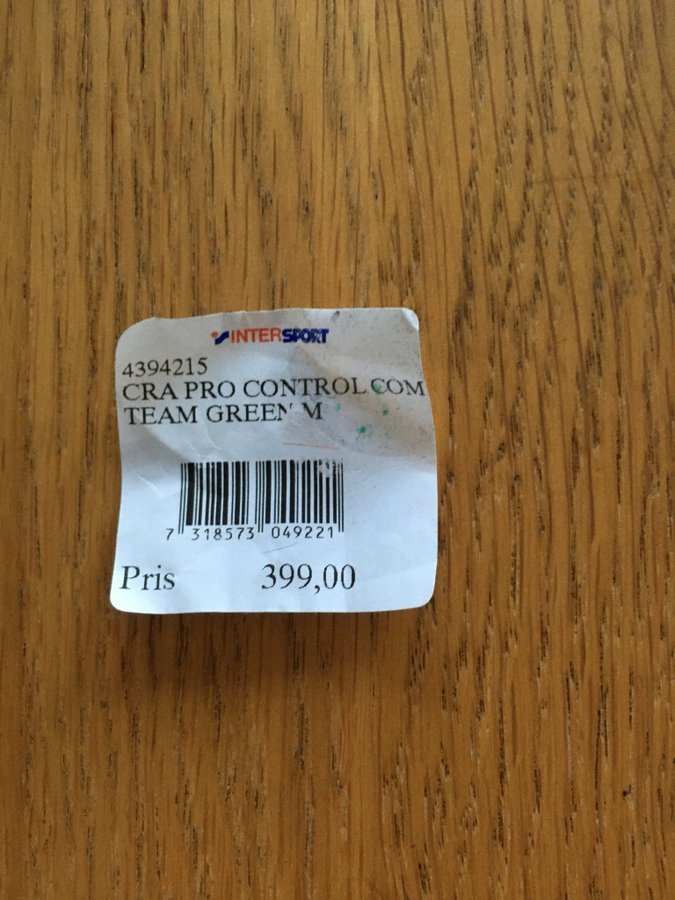 INTERSPORT
4394215
CRA PRO CONTROL COM
TEAM GREEN M
7 318573 049221
Pris 399,00